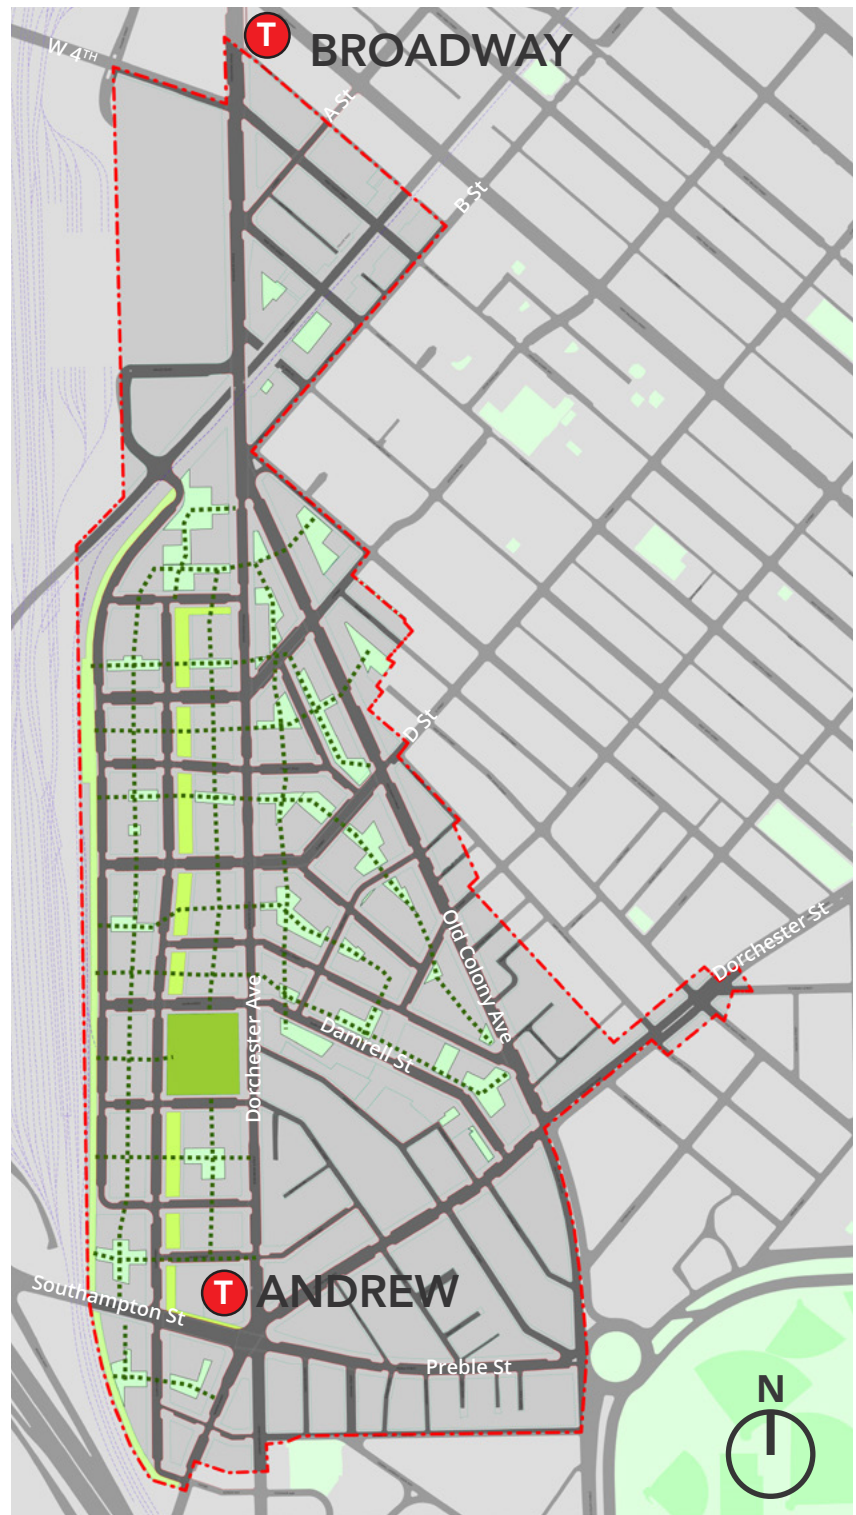 T
BROADWAY
W 4TH
A St
B St
D St
Old Colony Ave
Dorchester St
Dorchester Ave
Damrell St
T
ANDREW
Southampton St
Preble St
N